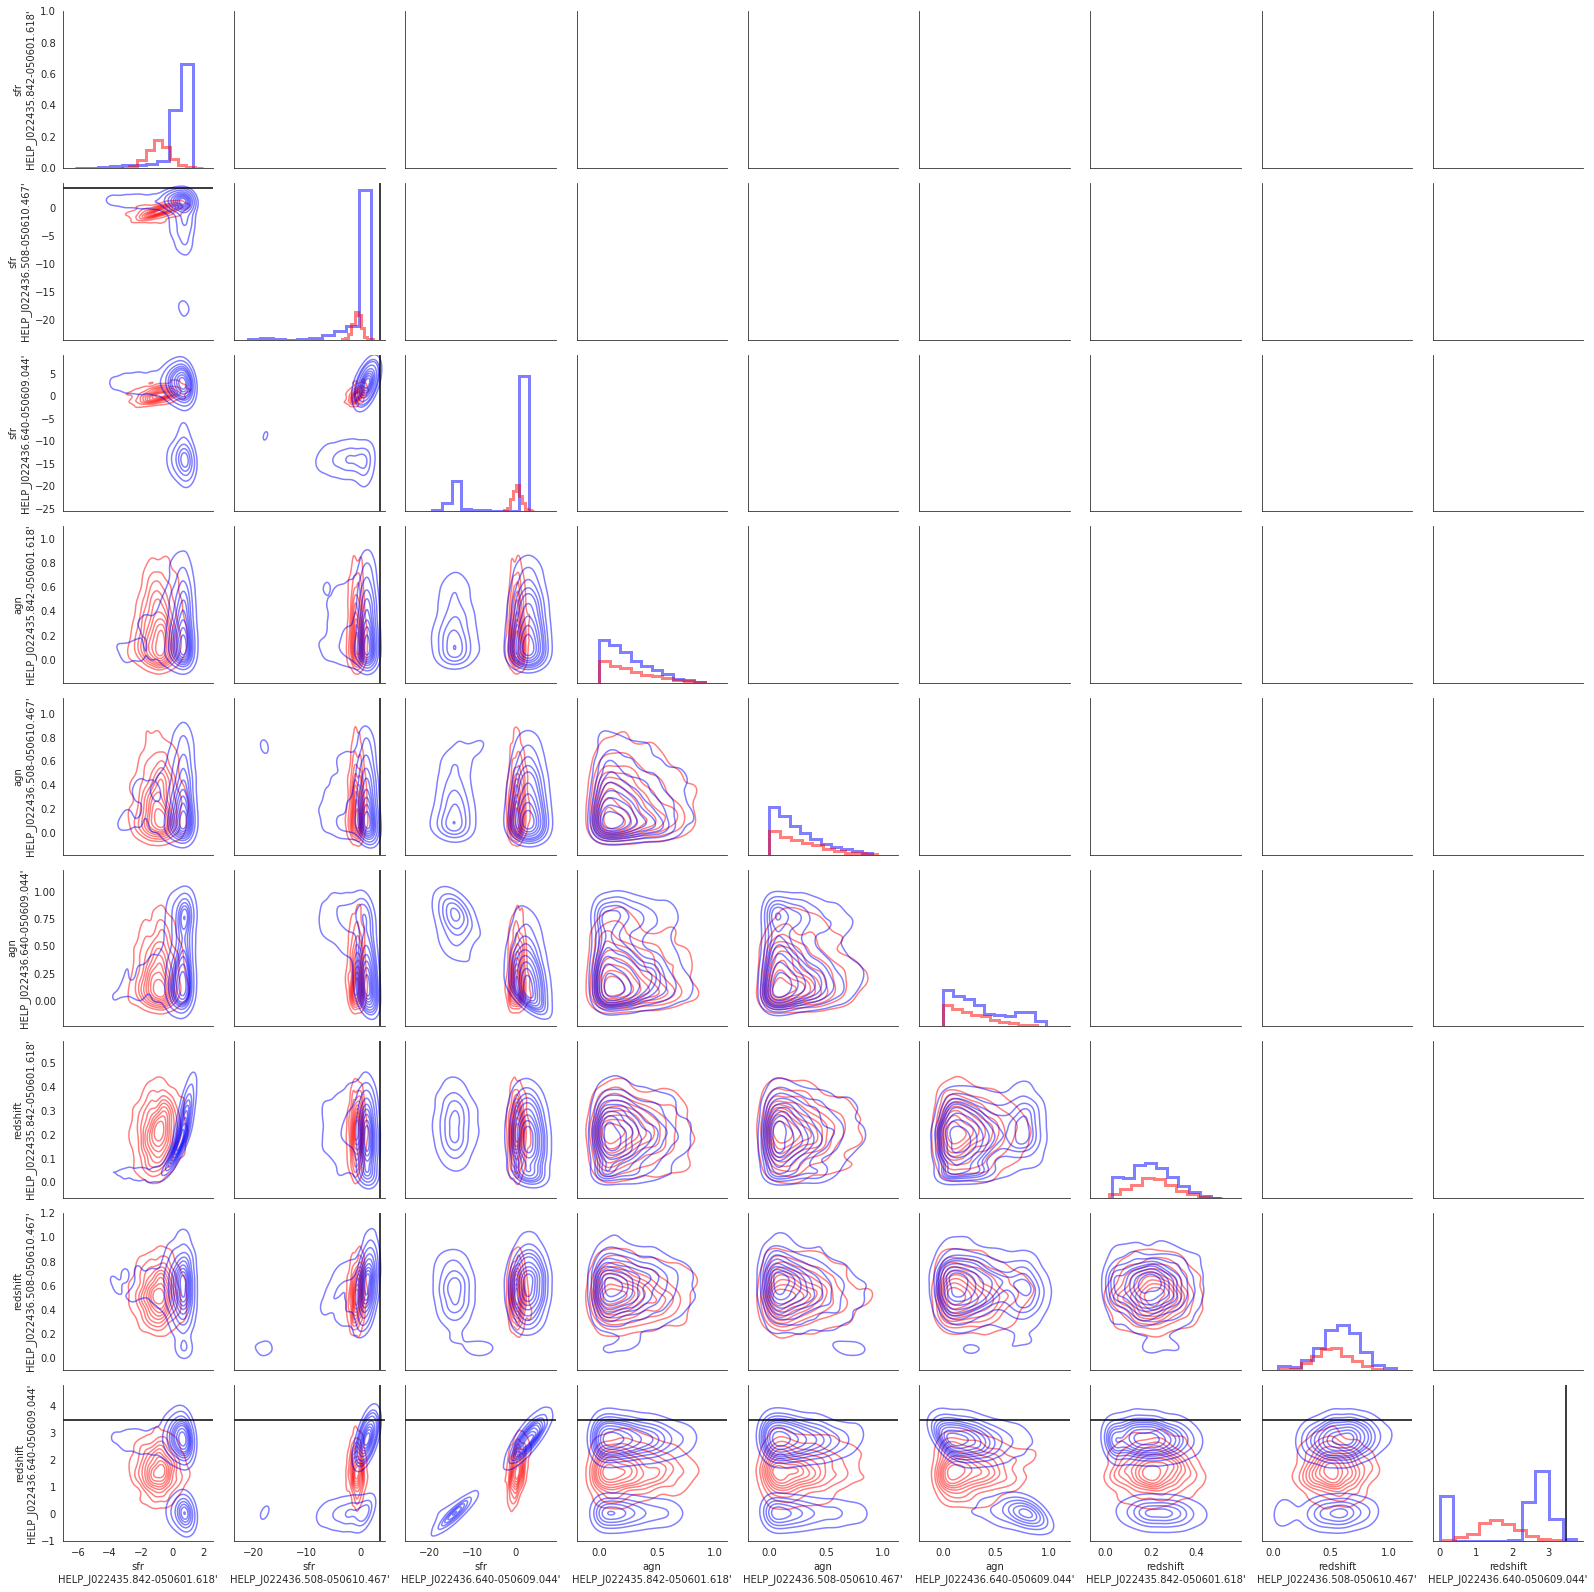 1.0
0.8
0.6
0.4
0.2
0.0
sfr
HELP_J022435.842-050601.618'
0
−5
−10
−15
−20
sfr
HELP_J022436.508-050610.467'
5
0
−5
−10
−15
−20
−25
sfr
HELP_J022436.640-050609.044'
1.0
0.8
0.6
0.4
0.2
0.0
agn
HELP_J022435.842-050601.618'
1.0
0.8
0.6
0.4
0.2
0.0
agn
HELP_J022436.508-050610.467'
1.00
0.75
0.50
0.25
0.00
agn
HELP_J022436.640-050609.044'
0.5
0.4
0.3
0.2
0.1
0.0
redshift
HELP_J022435.842-050601.618'
1.2
1.0
0.8
0.6
0.4
0.2
0.0
redshift
HELP_J022436.508-050610.467'
4
3
2
1
0
−1
redshift
HELP_J022436.640-050609.044'
−6 −4 −2 0 2
sfr
HELP_J022435.842-050601.618'
−20 −10 0
sfr
HELP_J022436.508-050610.467'
−20 −10 0
sfr
HELP_J022436.640-050609.044'
0.0 0.5 1.0
agn
HELP_J022435.842-050601.618'
0.0 0.5 1.0
agn
HELP_J022436.508-050610.467'
0.0 0.5 1.0
agn
HELP_J022436.640-050609.044'
0.0 0.2 0.4
redshift
HELP_J022435.842-050601.618'
0.0 0.5 1.0
redshift
HELP_J022436.508-050610.467'
0 1 2 3
redshift
HELP_J022436.640-050609.044'